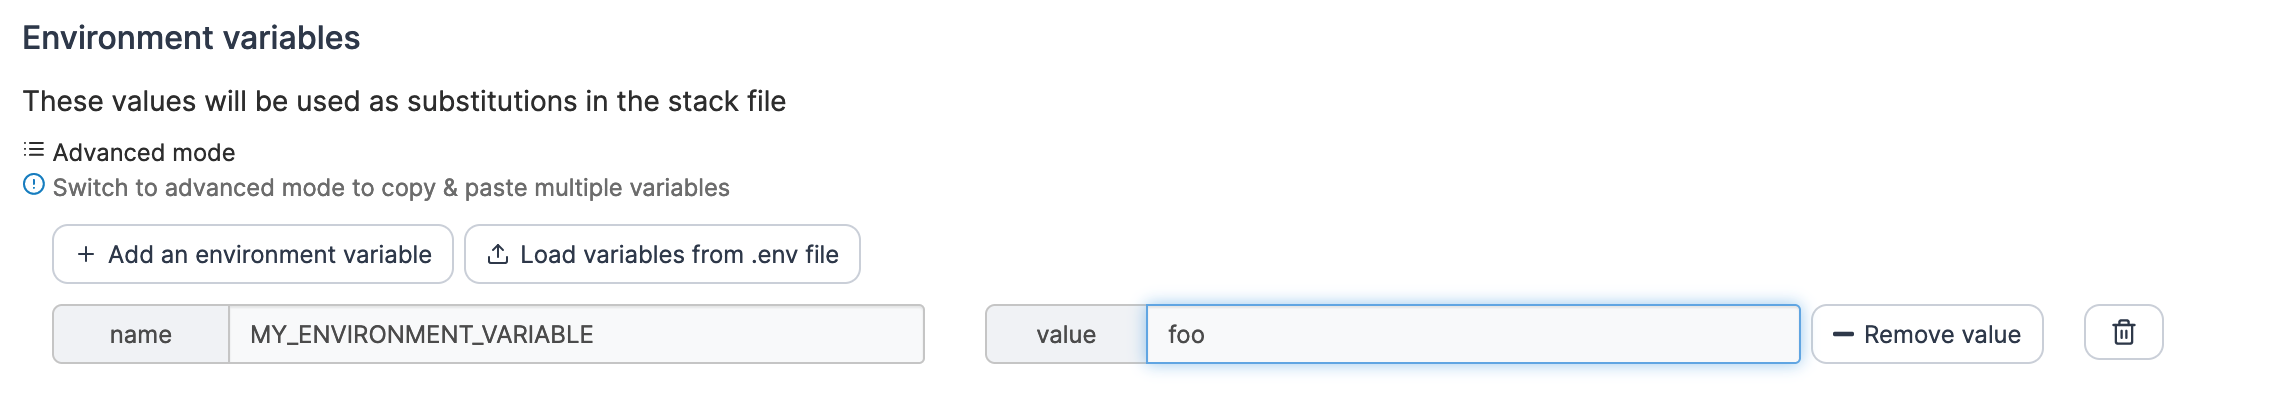 Environment variables
These values will be used as substitutions in the stack file
Advanced mode
Switch to advanced mode to copy & paste multiple variables
+ Add an environment variable Load variables from .env file
name MY_ENVIRONMENT_VARIABLE value foo Remove value